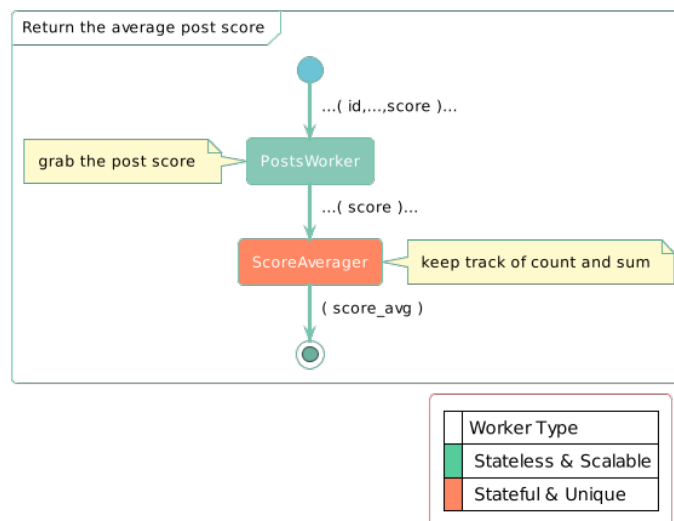 Return the average post score
...( id,...,score )...
grab the post score
PostsWorker
...( score )...
ScoreAverager
keep track of count and sum
( score_avg )
Worker Type
Stateless & Scalable
Stateful & Unique